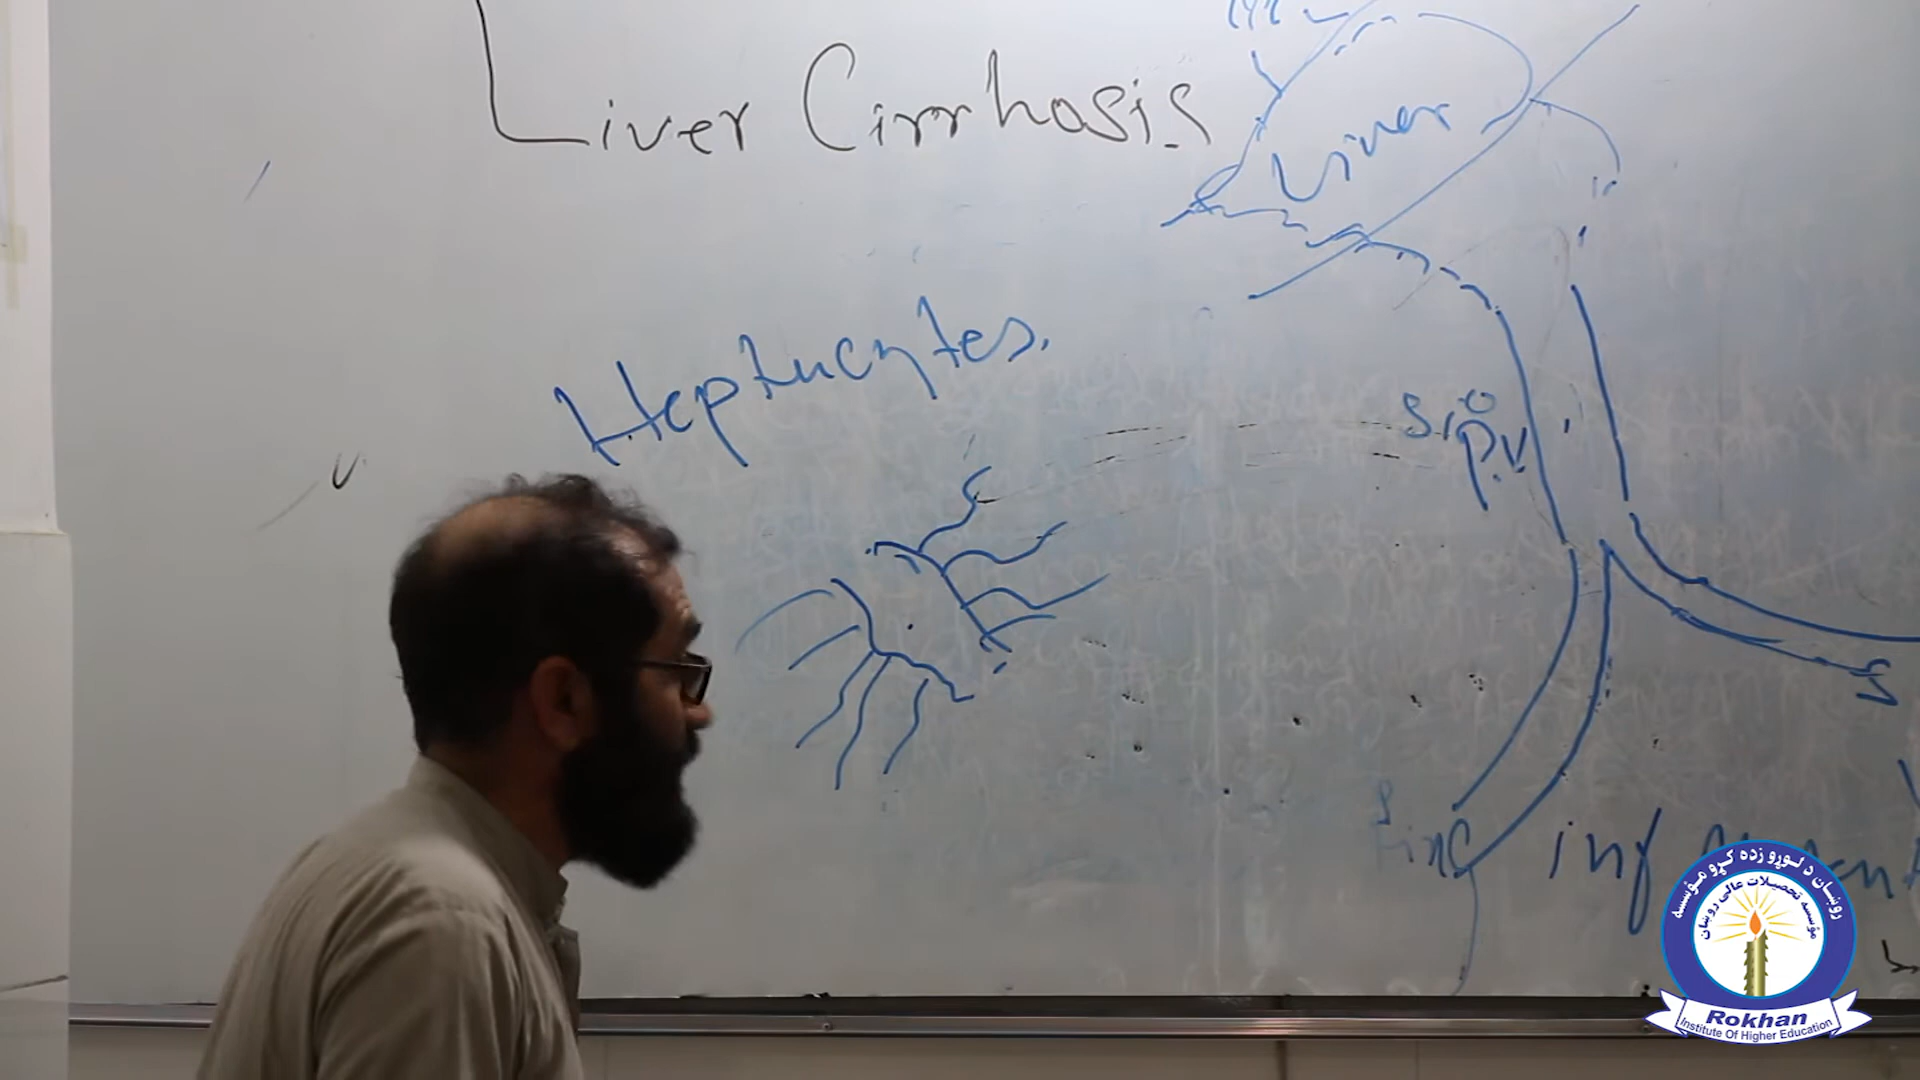 Liver Cirrhosis
Liver
Heptucytes.
P.V
inf
روښان د لوړو زده کړو مؤسسه
مؤسسه تحصیلات عالی روښان
Rokhan
Institute Of Higher Education